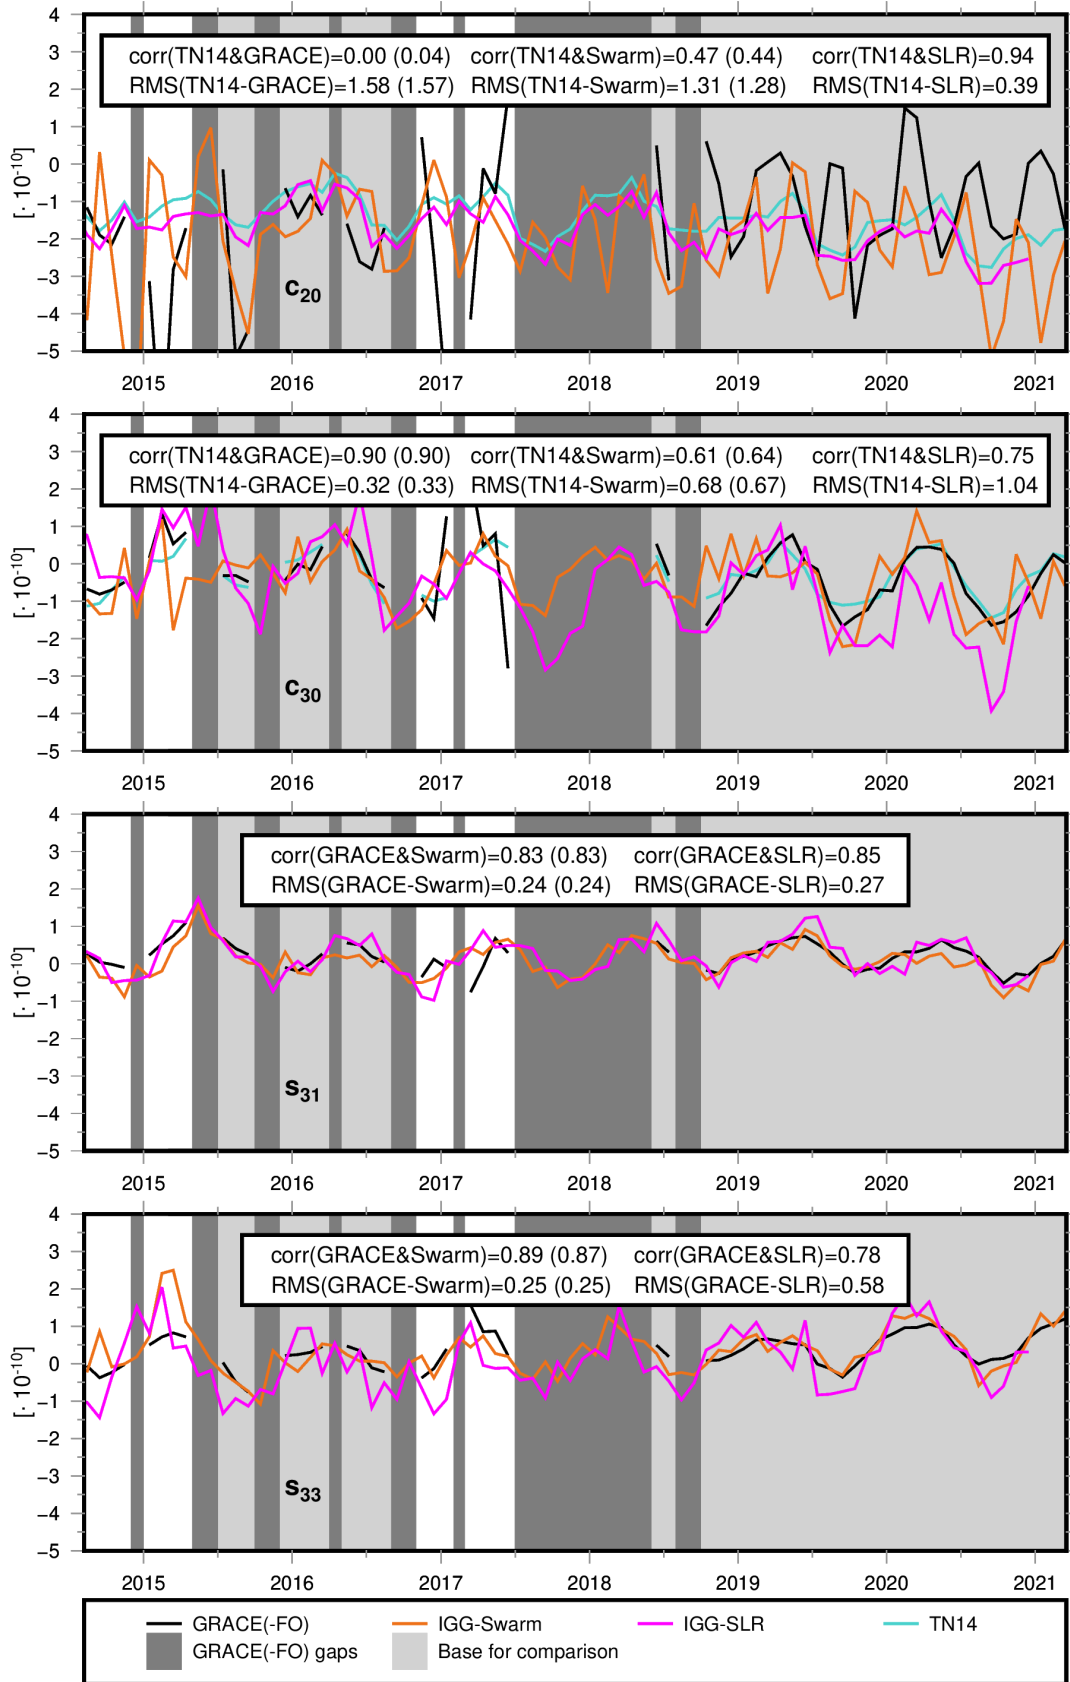 4
corr(TN14&GRACE)=0.00 (0.04) corr(TN14&Swarm)=0.47 (0.44) corr(TN14&SLR)=0.94
3
RMS(TN14-GRACE)=1.58 (1.57) RMS(TN14-Swarm)=1.31 (1.28) RMS(TN14-SLR)=0.39
2
1
0
[· 10-10]
−1
−2
−3
c20
−4
−5
2015 2016 2017 2018 2019 2020 2021
4
3
corr(TN14&GRACE)=0.90 (0.90) corr(TN14&Swarm)=0.61 (0.64) corr(TN14&SLR)=0.75
2
RMS(TN14-GRACE)=0.32 (0.33) RMS(TN14-Swarm)=0.68 (0.67) RMS(TN14-SLR)=1.04
1
0
[· 10-10]
−1
−2
−3
c30
−4
−5
2015 2016 2017 2018 2019 2020 2021
4
3
corr(GRACE&Swarm)=0.83 (0.83) corr(GRACE&SLR)=0.85
2
RMS(GRACE-Swarm)=0.24 (0.24) RMS(GRACE-SLR)=0.27
1
0
[· 10-10]
−1
−2
−3
s31
−4
−5
2015 2016 2017 2018 2019 2020 2021
4
3
corr(GRACE&Swarm)=0.89 (0.87) corr(GRACE&SLR)=0.78
2
RMS(GRACE-Swarm)=0.25 (0.25) RMS(GRACE-SLR)=0.58
1
0
[· 10-10]
−1
−2
−3
s33
−4
−5
2015 2016 2017 2018 2019 2020 2021
GRACE(-FO) IGG-Swarm IGG-SLR TN14
GRACE(-FO) gaps Base for comparison